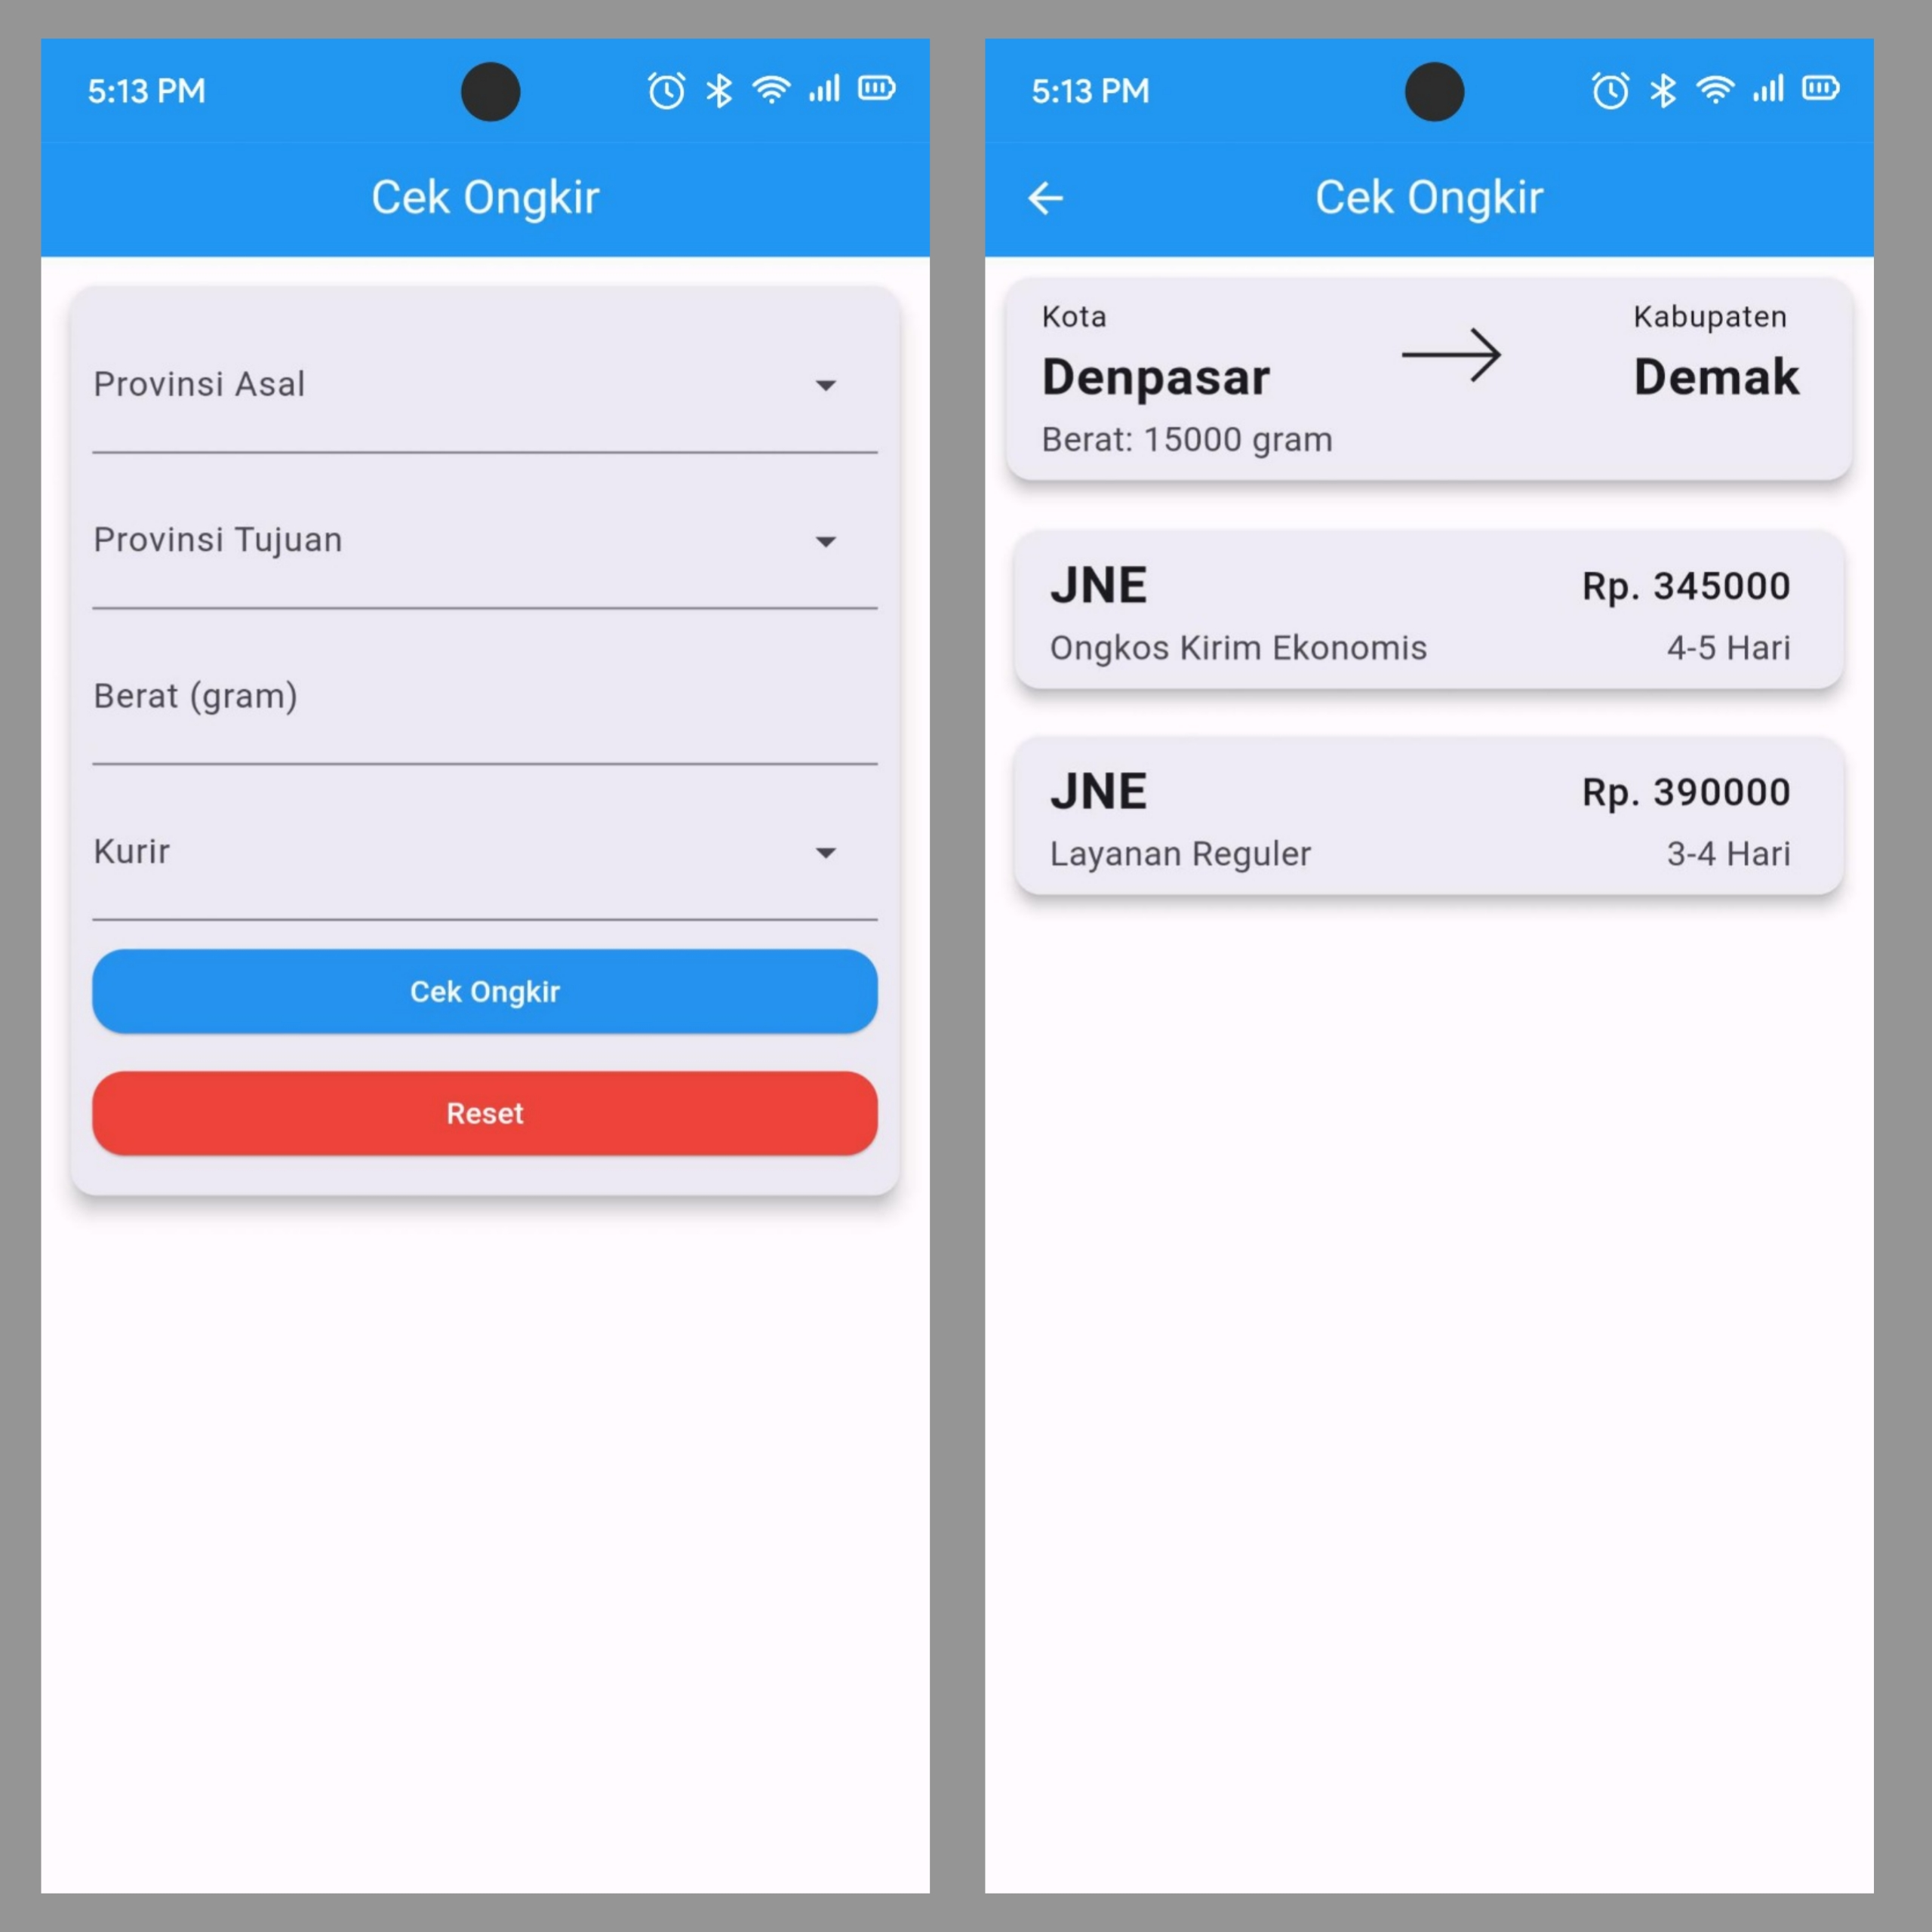 5:13 PM
Cek Ongkir
Provinsi Asal
Provinsi Tujuan
Berat (gram)
Kurir
Cek Ongkir
Reset
5:13 PM
Cek Ongkir
Kota
Kabupaten
Denpasar
Demak
Berat: 15000 gram
JNE
Rp. 345000
Ongkos Kirim Ekonomis
4-5 Hari
JNE
Rp. 390000
Layanan Reguler
3-4 Hari